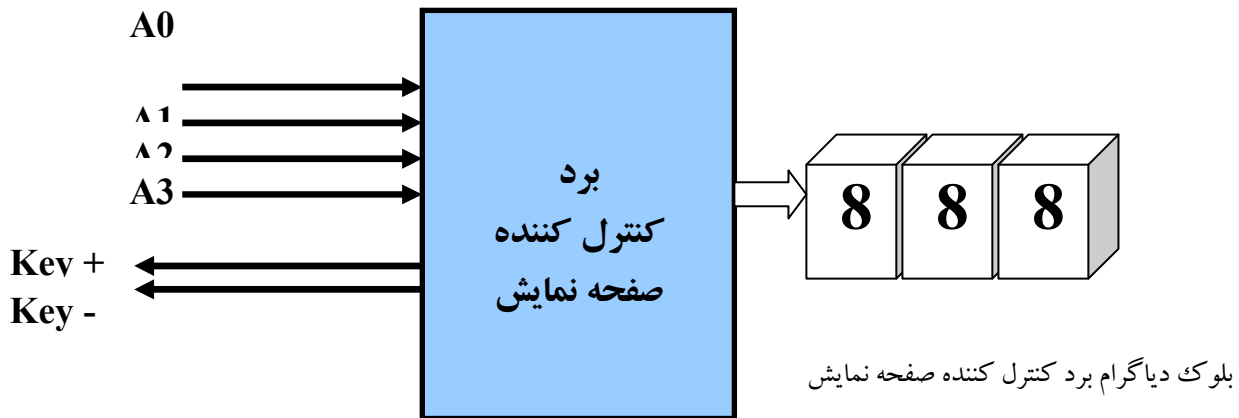 A0
A1
A2
A3
Key +
Key -
برد
کنترل کننده
صفحه نمایش
8 8 8
بلوک دیاگرام برد کنترل کننده صفحه نمایش